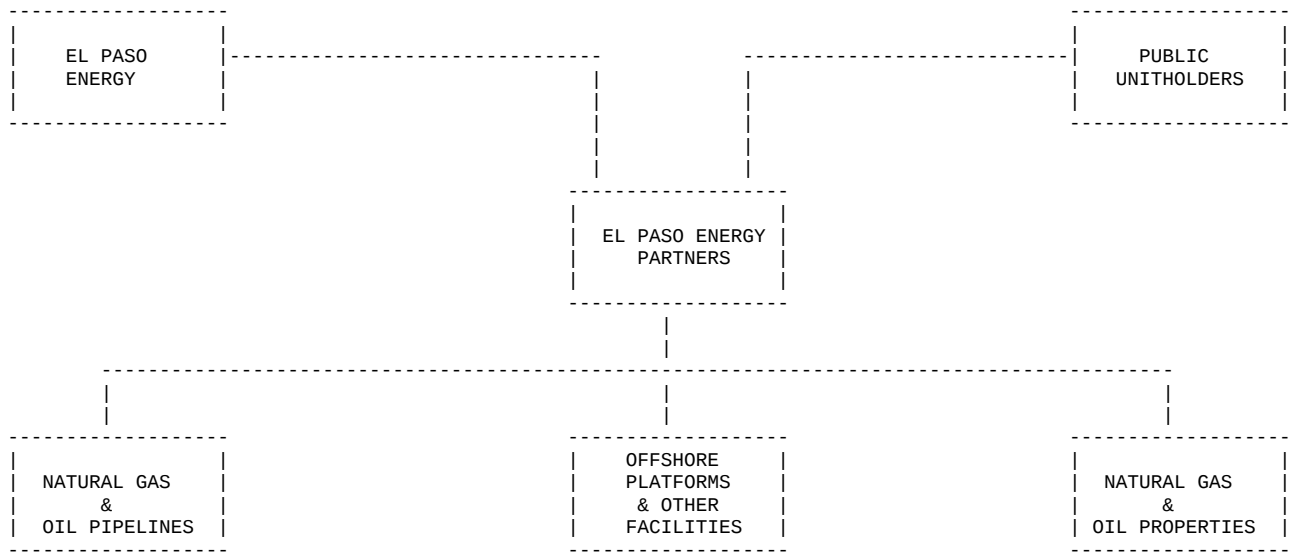 EL PASO
ENERGY
PUBLIC
UNITHOLDERS
EL PASO ENERGY
PARTNERS
NATURAL GAS
&
OIL PIPELINES
OFFSHORE
PLATFORMS
& OTHER
FACILITIES
NATURAL GAS
&
OIL PROPERTIES